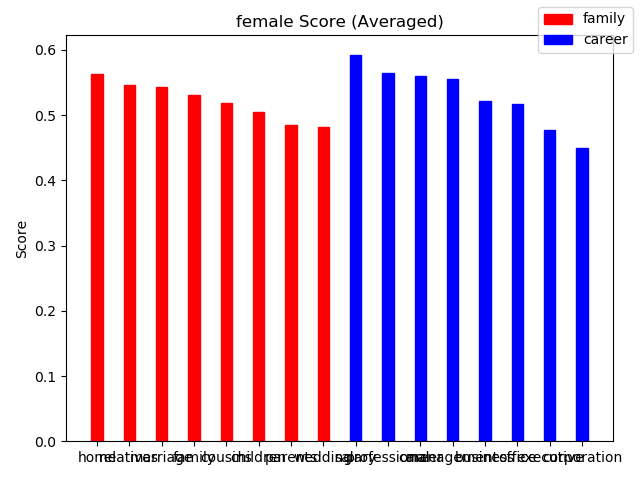 female Score (Averaged)
family
career
0.6
0.5
0.4
0.3
0.2
0.1
0.0
Score
home relatives marriage family cousins children parents wedding salary professional career management business office executive corporation